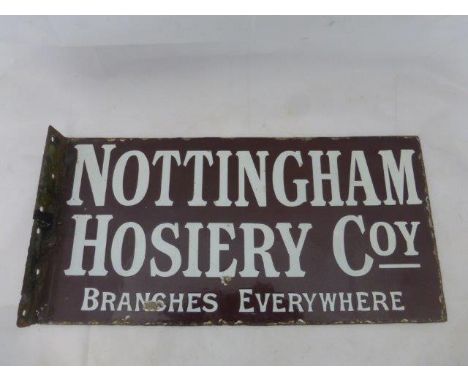 NOTTINGHAM
HOSIERY COY
BRANCHES EVERYWHERE